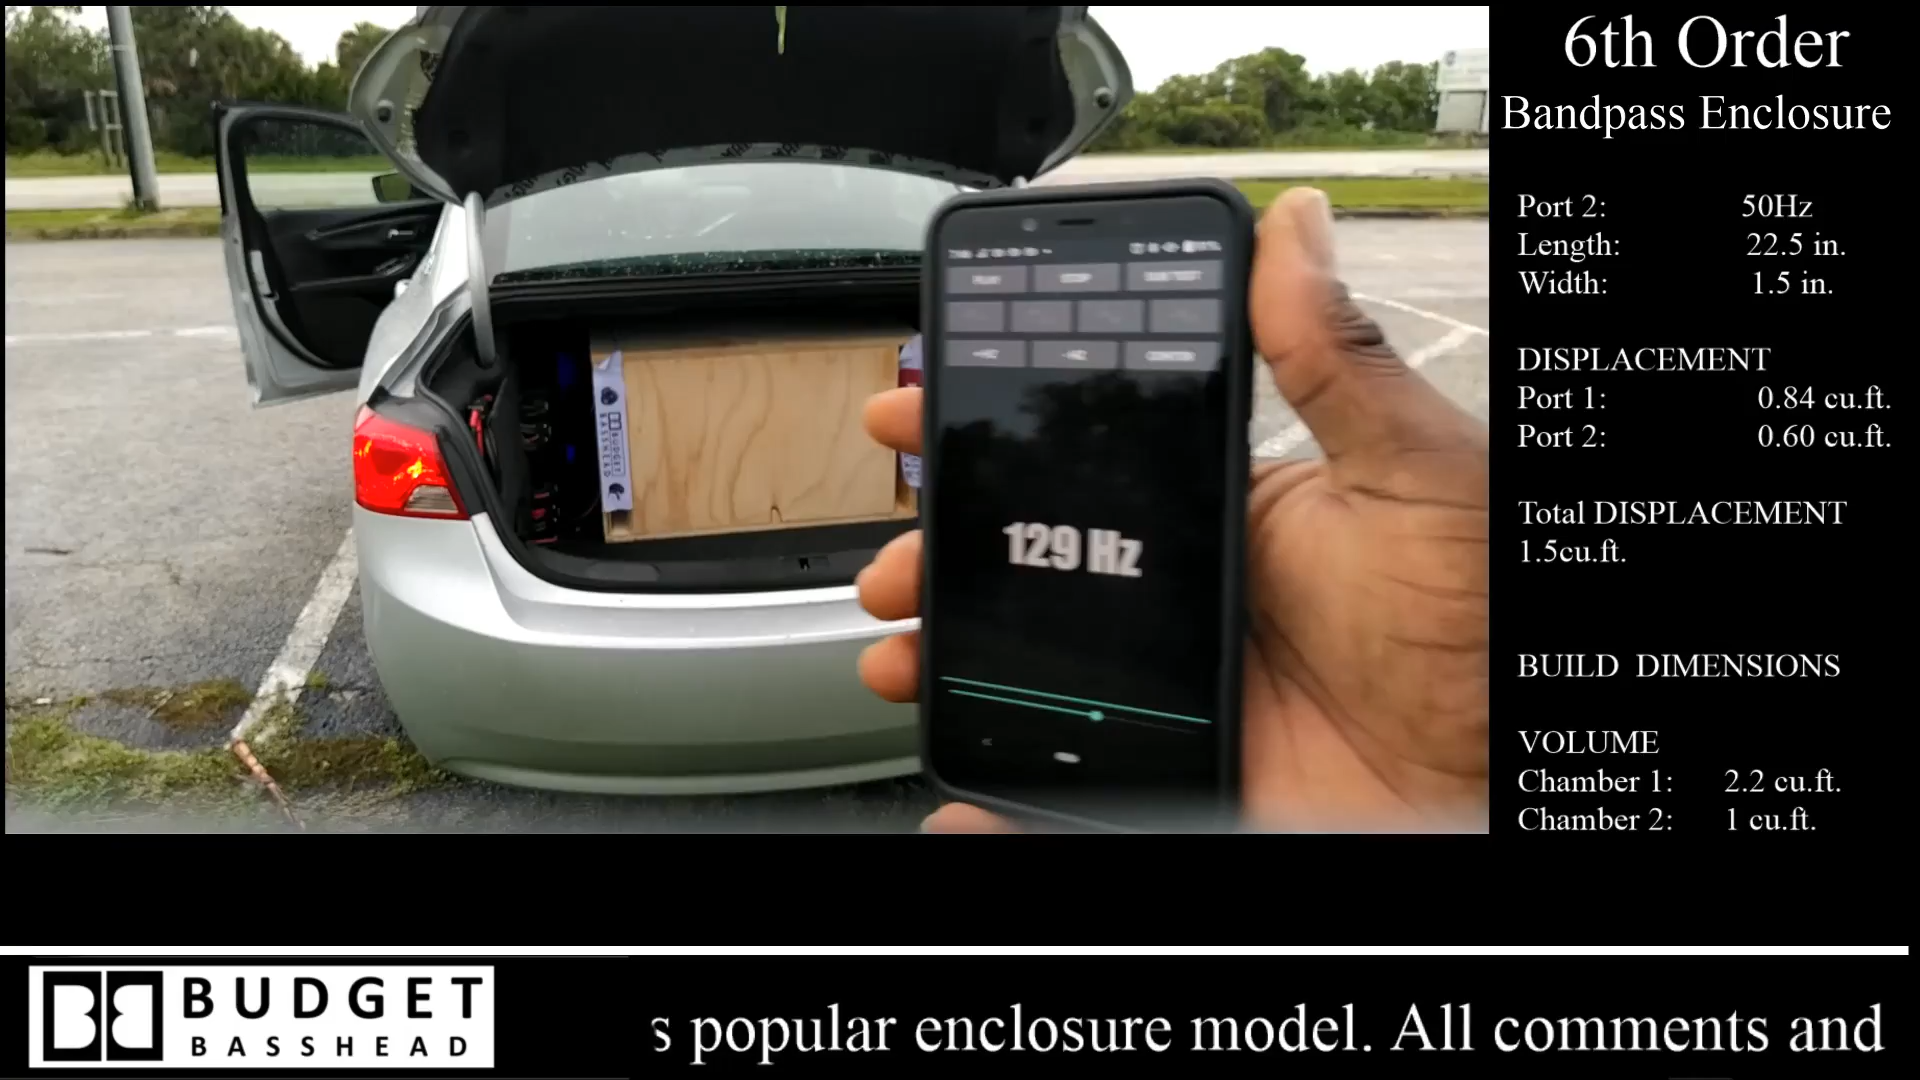 6th Order
Bandpass Enclosure
Port 2: 50Hz
Length: 22.5 in.
Width: 1.5 in.
DISPLACEMENT
Port 1: 0.84 cu.ft.
Port 2: 0.60 cu.ft.
Total DISPLACEMENT
1.5cu.ft.
BUILD DIMENSIONS
VOLUME
Chamber 1: 2.2 cu.ft.
Chamber 2: 1 cu.ft.
129 Hz
BUDGET
BASSHEAD
BUDGET
BASSHEAD
s popular enclosure model. All comments and